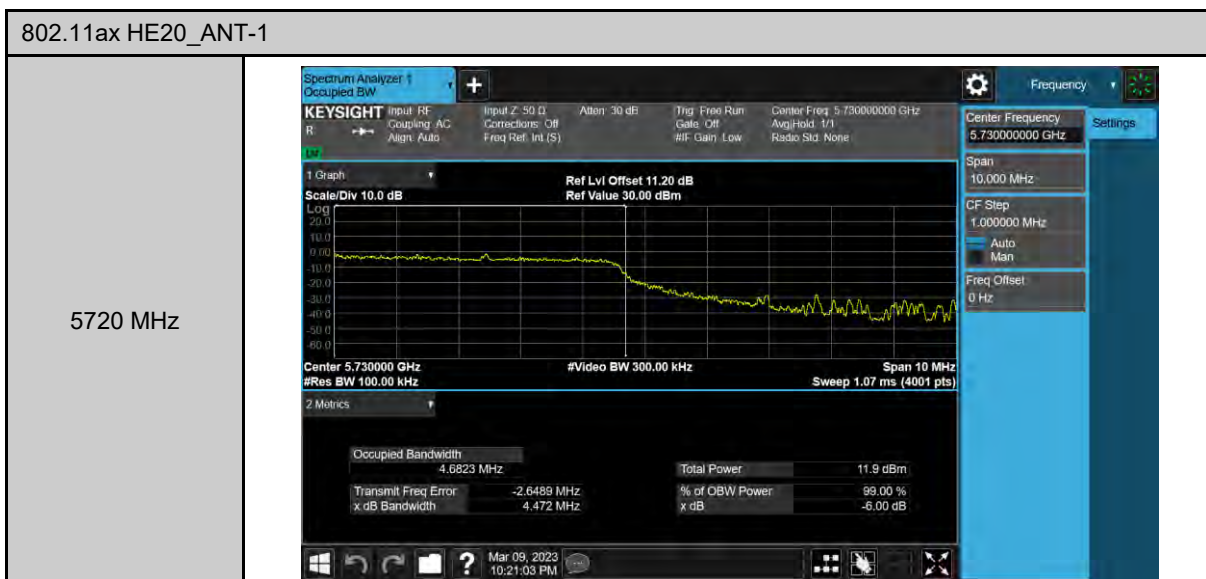 802.11ax HE20_ANT-1
5720 MHz
Spectrum Analyzer 1
Occupied BW
+
Frequency
KEYSIGHT
R
Input: RF
Coupling: AC
Align: Auto
Input Z: 50 Ω
Corrections: Off
Freq Ref: Int (S)
Atten: 30 dB
Trig: Free Run
Gate: Off
#IF Gain: Low
Center Freq: 5.730000000 GHz
Avg|Hold: 1/1
Radio Std: None
Center Frequency
5.730000000 GHz
Settings
Span
10.000 MHz
CF Step
1.000000 MHz
Auto
Man
Freq Offset
0 Hz
1 Graph
Scale/Div 10.0 dB
Ref Lvl Offset 11.20 dB
Ref Value 30.00 dBm
Log
20.0
10.0
0.00
-10.0
-20.0
-30.0
-40.0
-50.0
-60.0
Center 5.730000 GHz
#Res BW 100.00 kHz
#Video BW 300.00 kHz
Span 10 MHz
Sweep 1.07 ms (4001 pts)
2 Metrics
Occupied Bandwidth
4.6823 MHz
Total Power 11.9 dBm
Transmit Freq Error -2.6489 MHz
% of OBW Power 99.00 %
x dB Bandwidth 4.472 MHz
x dB -6.00 dB
?
Mar 09, 2023
10:21:03 PM